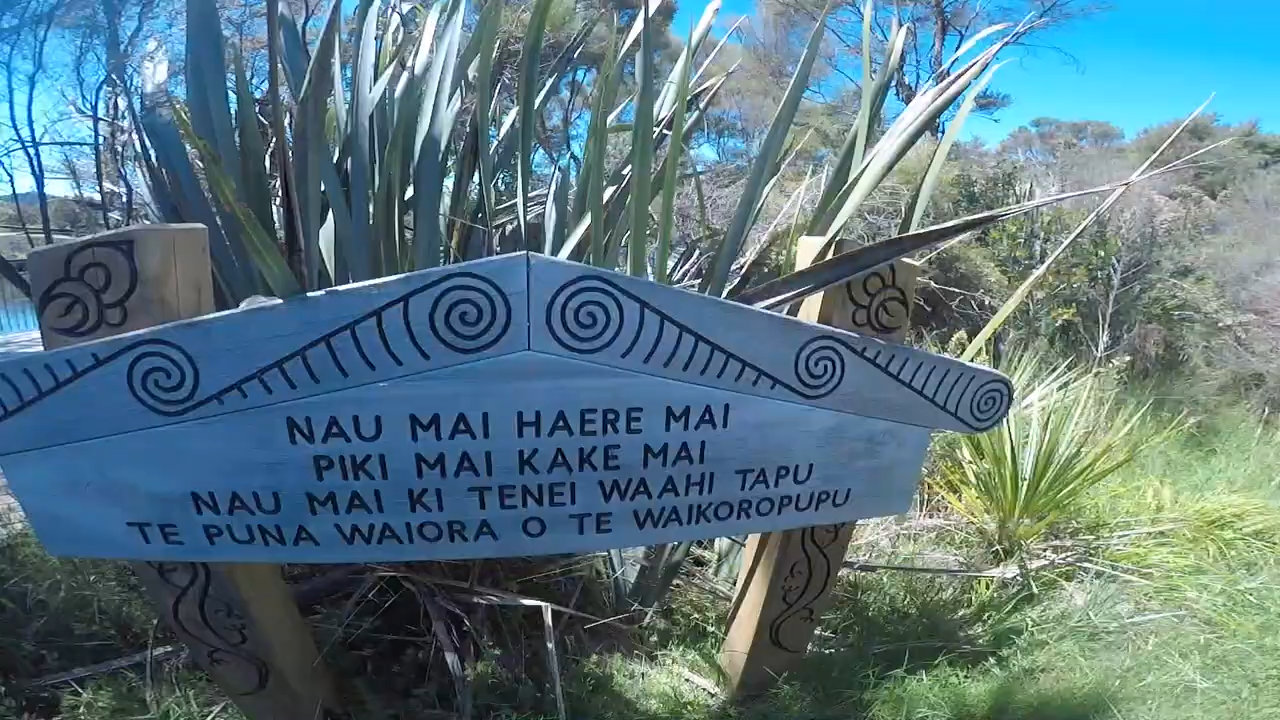 NAU MAI HAERE MAI
PIKI MAI KAKE MAI
NAU MAI KI TENEI WAAHI TAPU
TE PUNA WAIORA O TE WAIKOROPUPU